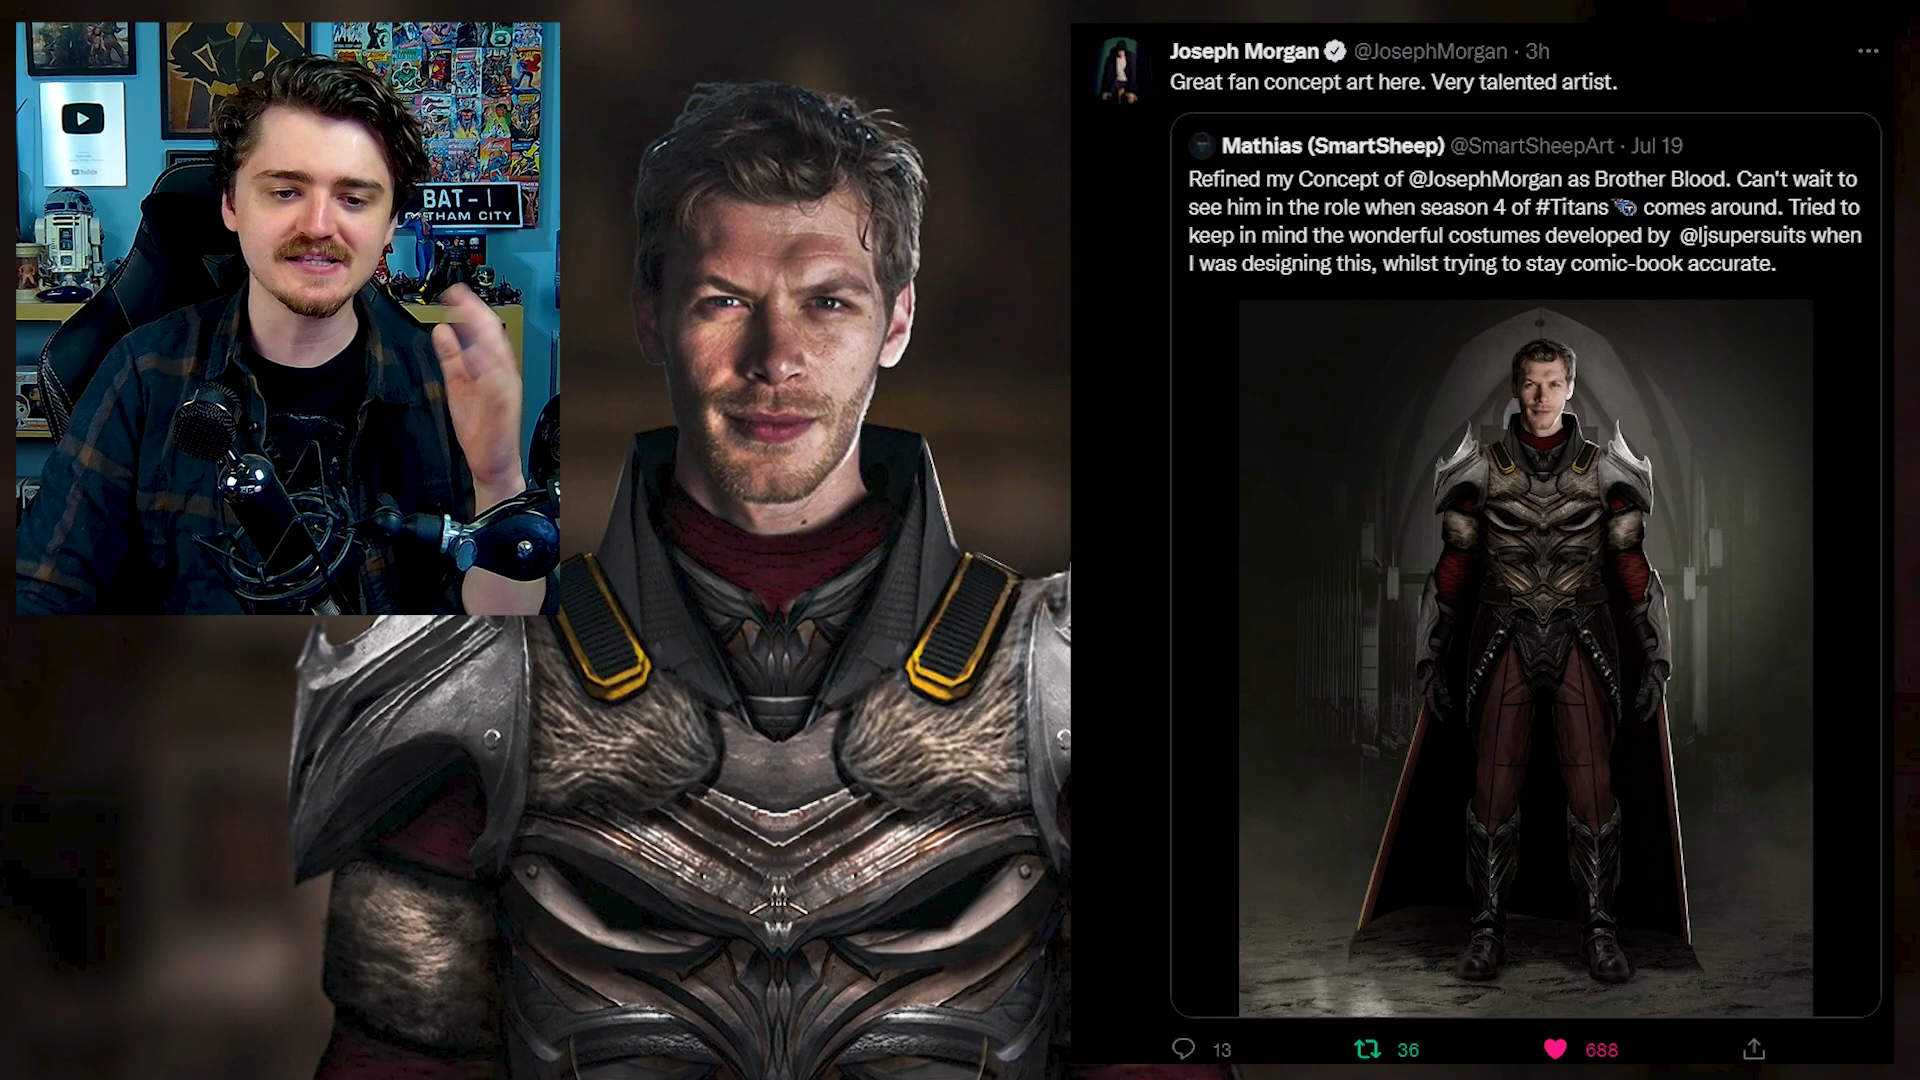 BAT-1
GOTHAM CITY
YouTube
Joseph Morgan @JosephMorgan · 3h
Great fan concept art here. Very talented artist.
Mathias (SmartSheep) @SmartSheepArt · Jul 19
Refined my Concept of @JosephMorgan as Brother Blood. Can't wait to
see him in the role when season 4 of #Titans comes around. Tried to
keep in mind the wonderful costumes developed by @ljsupersuits when
I was designing this, whilst trying to stay comic-book accurate.
13 36 688